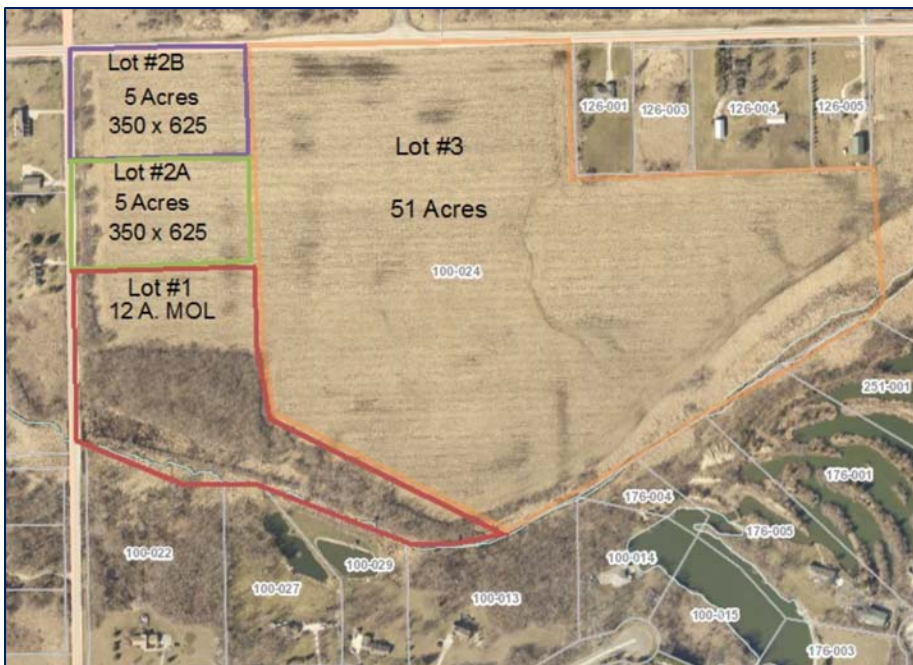 Lot #2B
5 Acres
350 x 625
Lot #2A
5 Acres
350 x 625
Lot #1
12 A. MOL
Lot #3
51 Acres
100-024
126-001
126-003
126-004
126-005
251-001
176-001
176-004
176-005
100-014
100-015
176-003
100-022
100-027
100-029
100-013